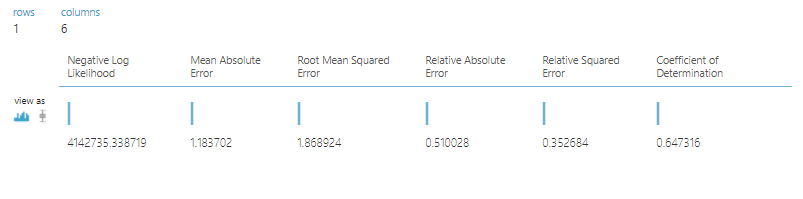 rows columns
1 6
Negative Log Mean Absolute Root Mean Squared Relative Absolute Relative Squared Coefficient of
Likelihood Error Error Error Error Determination
view as
4142735.338719 1.183702 1.868924 0.510028 0.352684 0.647316